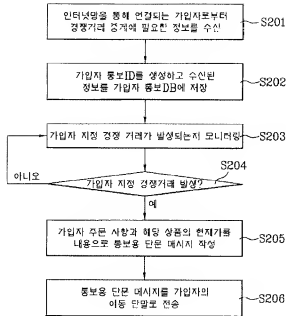 인터넷망을 통해 연결되는 가입자로부터
경쟁거래 중계에 필요한 정보를 수신
S201
가입자 통보ID를 생성하고 수신된
정보를 가입자 통보DB에 저장
S202
가입자 지정 경쟁 거래가 발생되는지 모니터링
S203
S204
아니오
가입자 지정 경쟁거래 발생?
예
가입자 주문 사항과 해당 상품의 현재가를
내용으로 통보용 단문 메시지 작성
S205
통보용 단문 메시지를 가입자의
이동 단말로 전송
S206